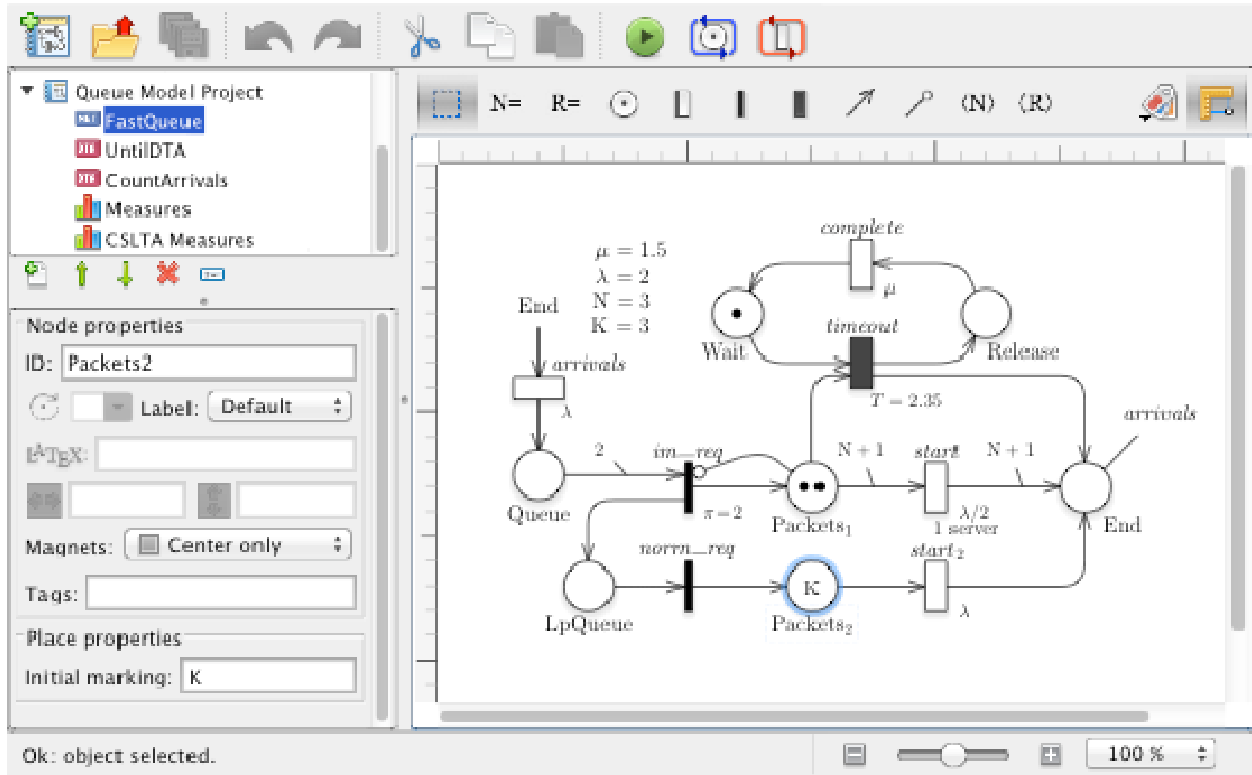 N= R= (N) (R)
Queue Model Project
FastQueue
UntilDTA
CountArrivals
Measures
CSLTA Measures
Node properties
ID: Packets2
Label: Default
LATEX:
Magnets: Center only
Tags:
Place properties
Initial marking: K
μ = 1.5
λ = 2
N = 3
K = 3
complete
μ
End
Wait
timeout
Release
arrivals
λ
T = 2.35
arrivals
2
im_req
N + 1
start
N + 1
Queue
π = 2
Packets₁
λ/2
1 server
End
norm_req
start₂
K
LpQueue
Packets₂
λ
Ok: object selected.
100 %